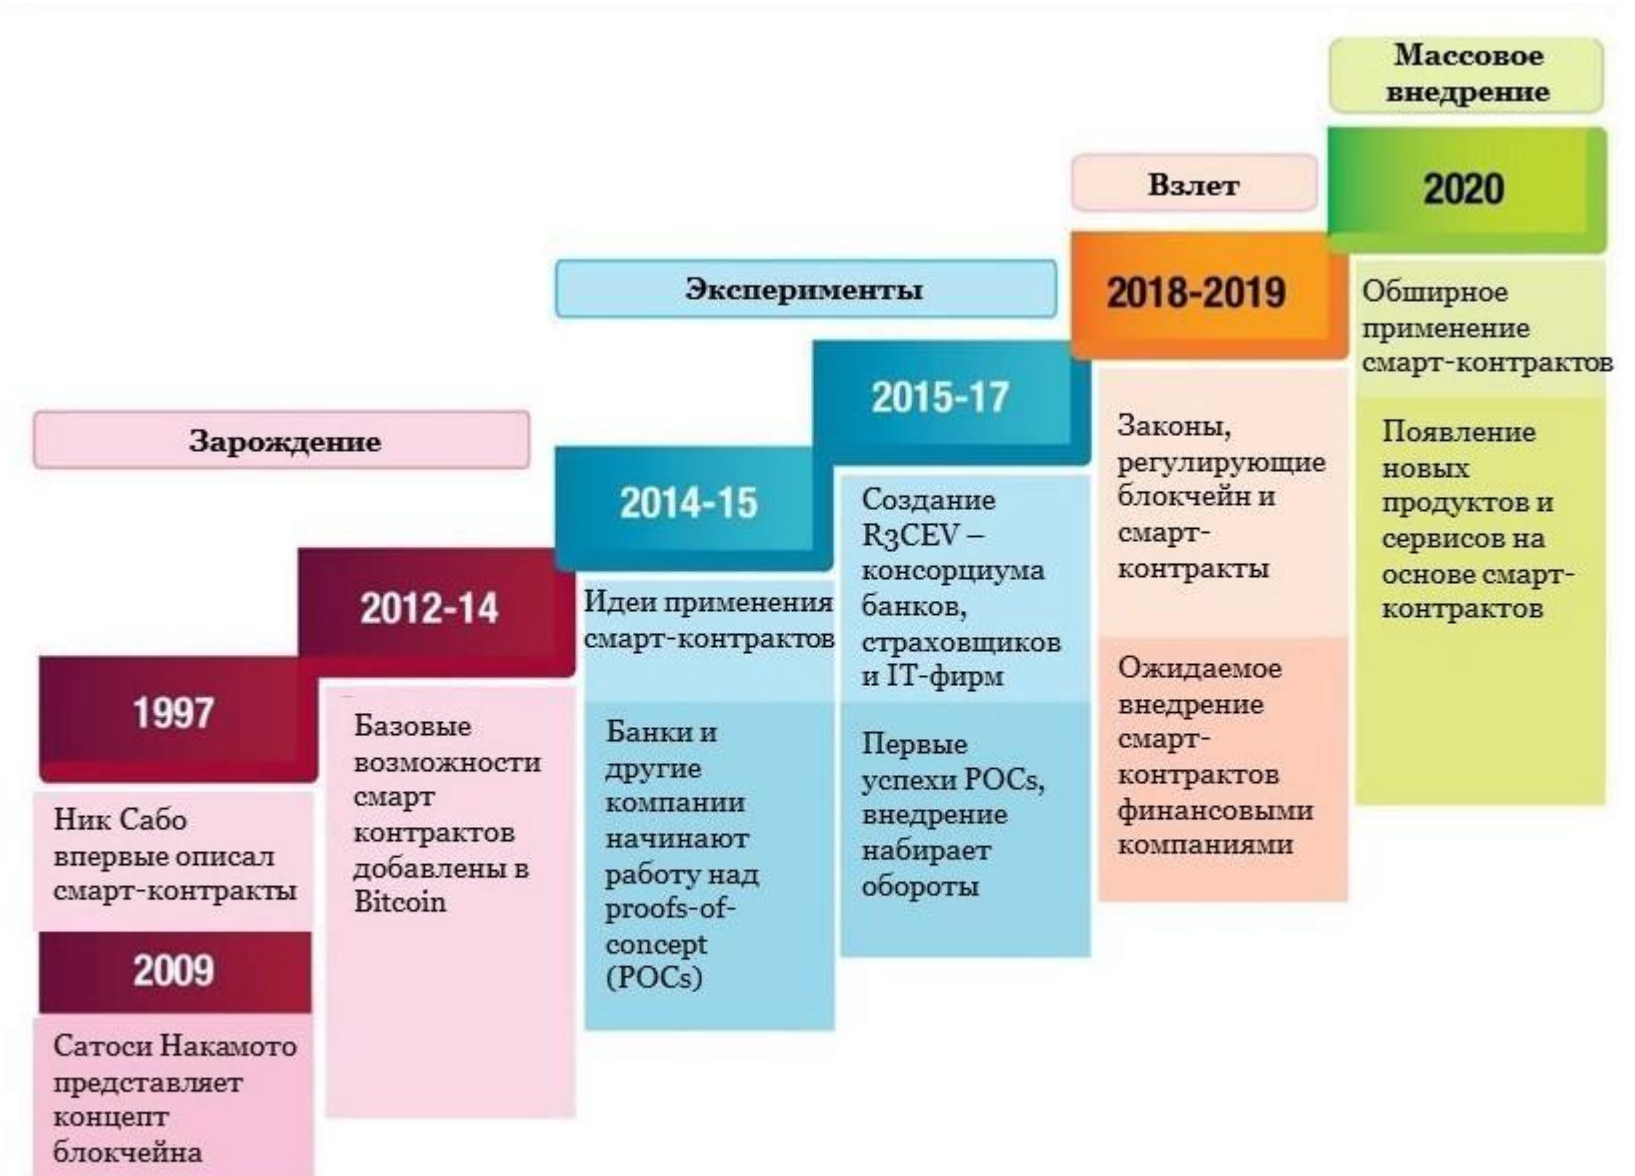 Зарождение
1997
Ник Сабо
впервые описал
смарт-контракты
2009
Сатоси Накамото
представляет
концепт
блокчейна
2012-14
Базовые
возможности
смарт
контрактов
добавлены в
Bitcoin
Эксперименты
2014-15
Идеи применения
смарт-контрактов
Банки и
другие
компании
начинают
работу над
proofs-of-
concept
(POCs)
2015-17
Создание
R3CEV –
консорциума
банков,
страховщиков
и IT-фирм
Первые
успехи POCs,
внедрение
набирает
обороты
Взлет
2018-2019
Законы,
регулирующие
блокчейн и
смарт-
контракты
Ожидаемое
внедрение
смарт-
контрактов
финансовыми
компаниями
Массовое
внедрение
2020
Обширное
применение
смарт-контрактов
Появление
новых
продуктов и
сервисов на
основе смарт-
контрактов